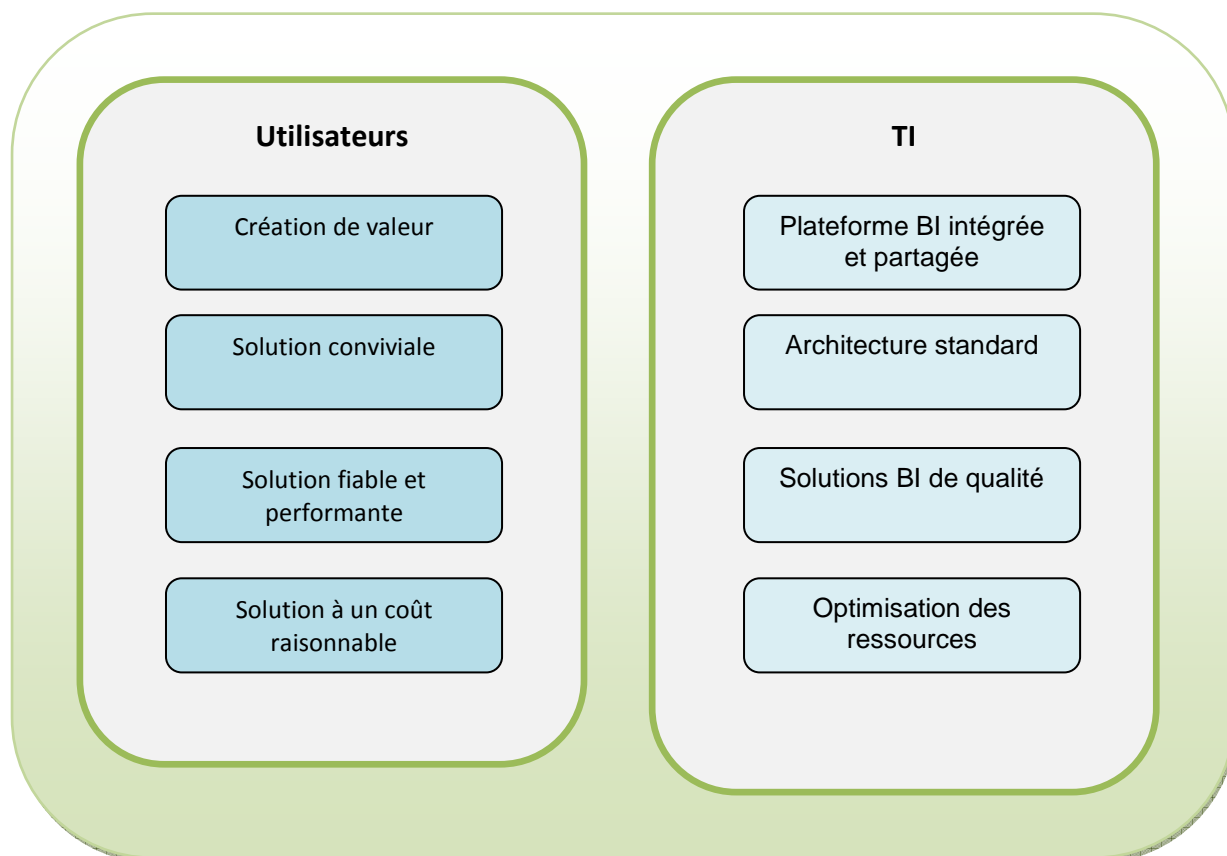 Utilisateurs
Création de valeur
Solution conviviale
Solution fiable et
performante
Solution à un coût
raisonnable
TI
Plateforme BI intégrée
et partagée
Architecture standard
Solutions BI de qualité
Optimisation des
ressources